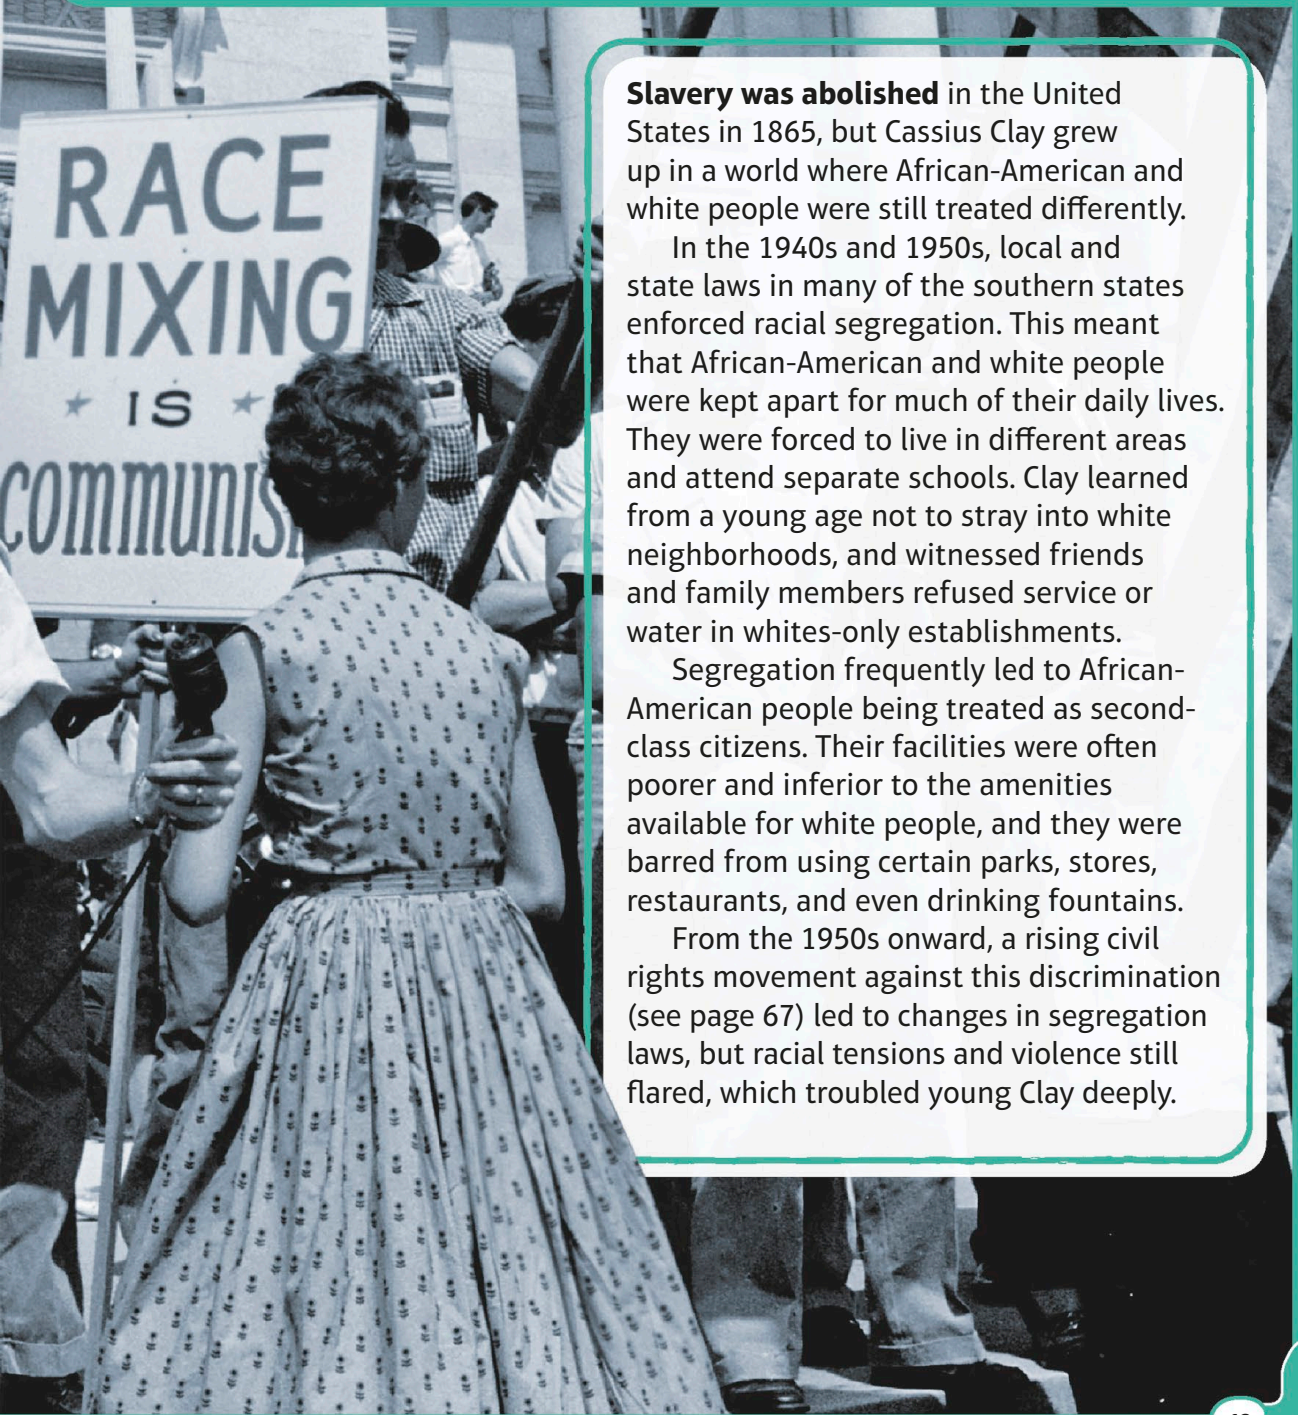 RACE
MIXING
IS
communis
Slavery was abolished in the United
States in 1865, but Cassius Clay grew
up in a world where African-American and
white people were still treated differently.
In the 1940s and 1950s, local and
state laws in many of the southern states
enforced racial segregation. This meant
that African-American and white people
were kept apart for much of their daily lives.
They were forced to live in different areas
and attend separate schools. Clay learned
from a young age not to stray into white
neighborhoods, and witnessed friends
and family members refused service or
water in whites-only establishments.
Segregation frequently led to African-
American people being treated as second-
class citizens. Their facilities were often
poorer and inferior to the amenities
available for white people, and they were
barred from using certain parks, stores,
restaurants, and even drinking fountains.
From the 1950s onward, a rising civil
rights movement against this discrimination
(see page 67) led to changes in segregation
laws, but racial tensions and violence still
flared, which troubled young Clay deeply.